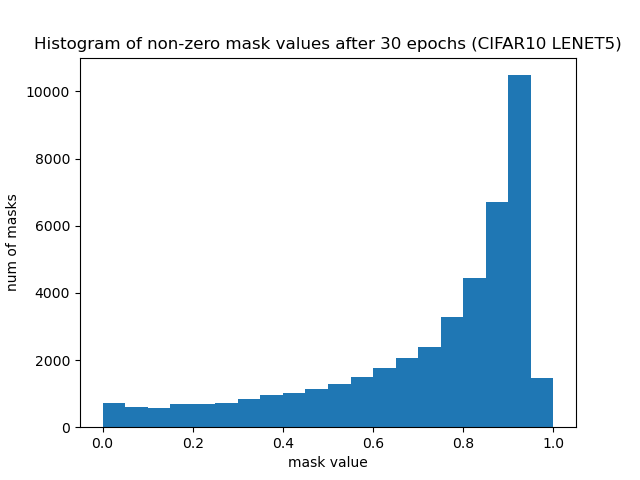 Histogram of non-zero mask values after 30 epochs (CIFAR10 LENET5)
10000
8000
6000
4000
2000
0
num of masks
0.0 0.2 0.4 0.6 0.8 1.0
mask value